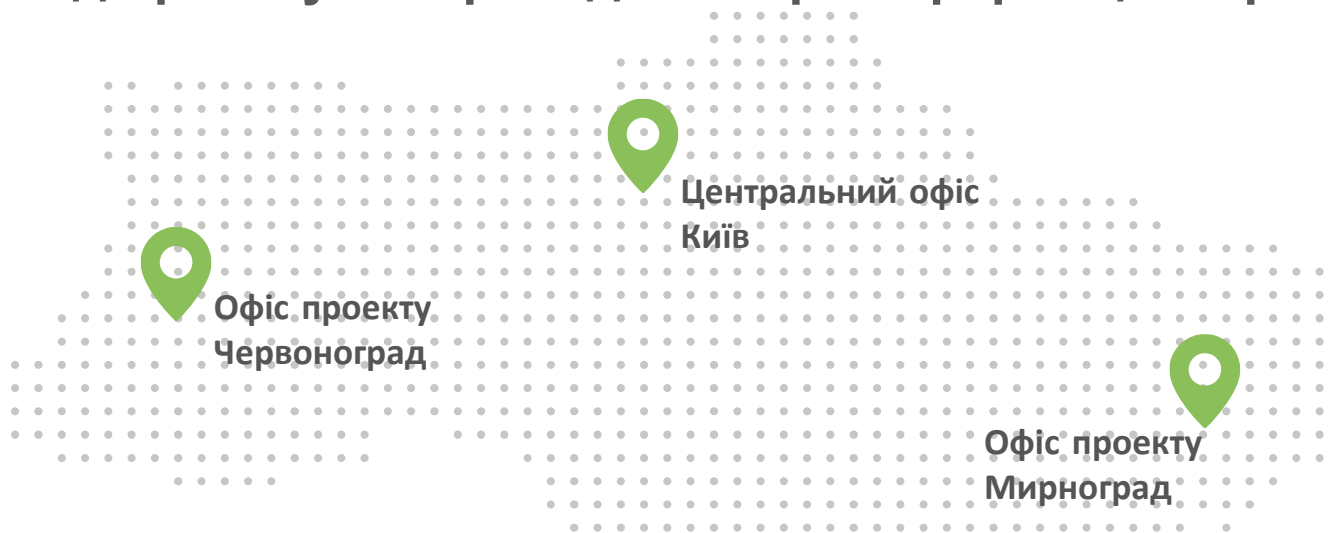 Центральний офіс
Київ
Офіс проекту
Червоноград
Офіс проекту
Мирноград